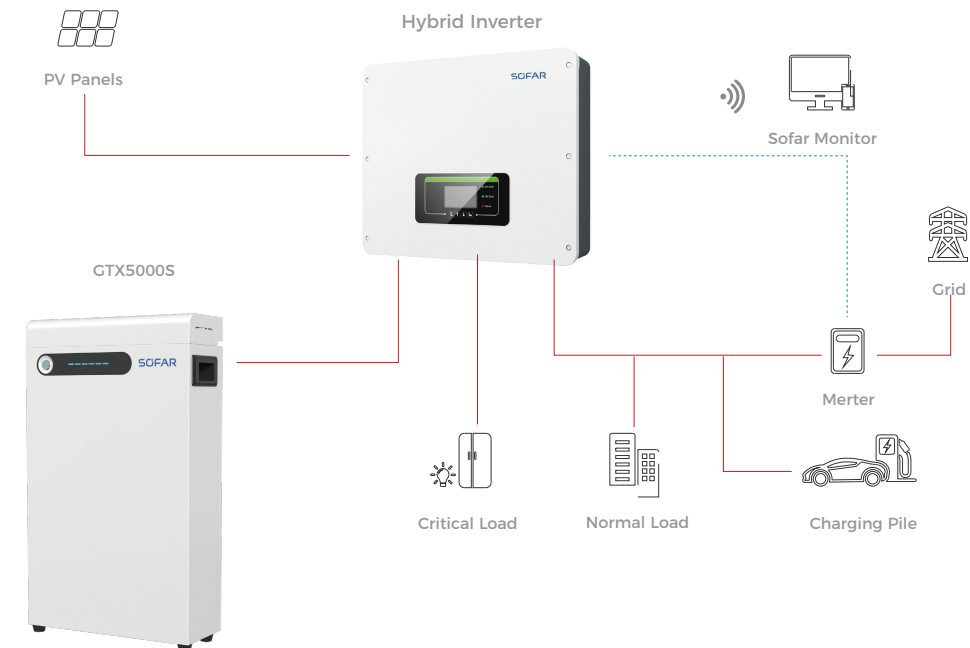 Hybrid Inverter
PV Panels
SOFAR
Sofar Monitor
GTX5000S
Grid
SOFAR
Merter
Critical Load
Normal Load
Charging Pile